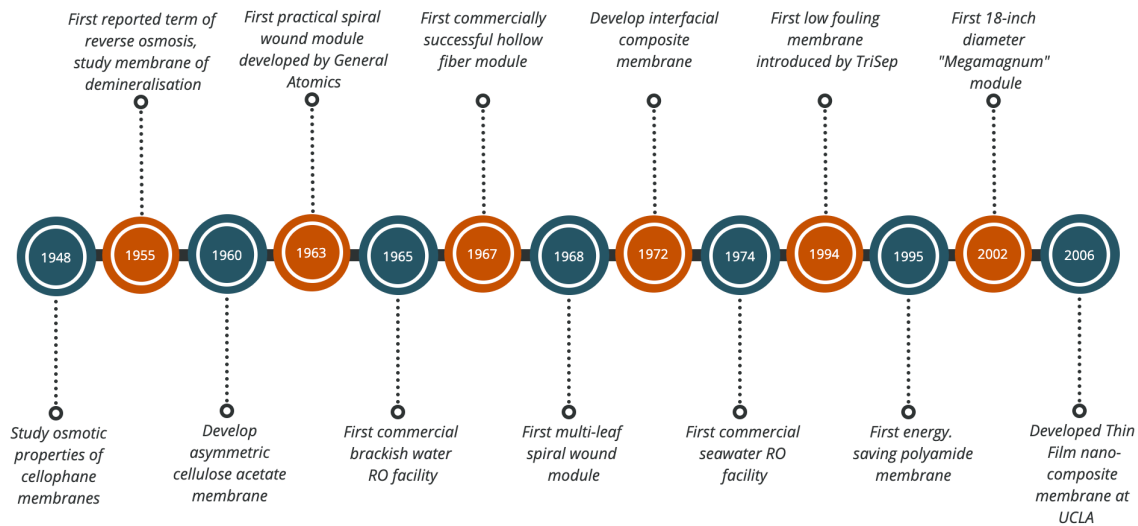 First reported term of
reverse osmosis,
study membrane of
demineralisation
First practical spiral
wound module
developed by General
Atomics
First commercially
successful hollow
fiber module
Develop interfacial
composite
membrane
First low fouling
membrane
introduced by TriSep
First 18-inch
diameter
"Megamagnum"
module
1948
1955
1960
1963
1965
1967
1968
1972
1974
1994
1995
2002
2006
Study osmotic
properties of
cellophane
membranes
Develop
asymmetric
cellulose acetate
membrane
First commercial
brackish water
RO facility
First multi-leaf
spiral wound
module
First commercial
seawater RO
facility
First energy.
saving polyamide
membrane
Developed Thin
Film nano-
composite
membrane at
UCLA